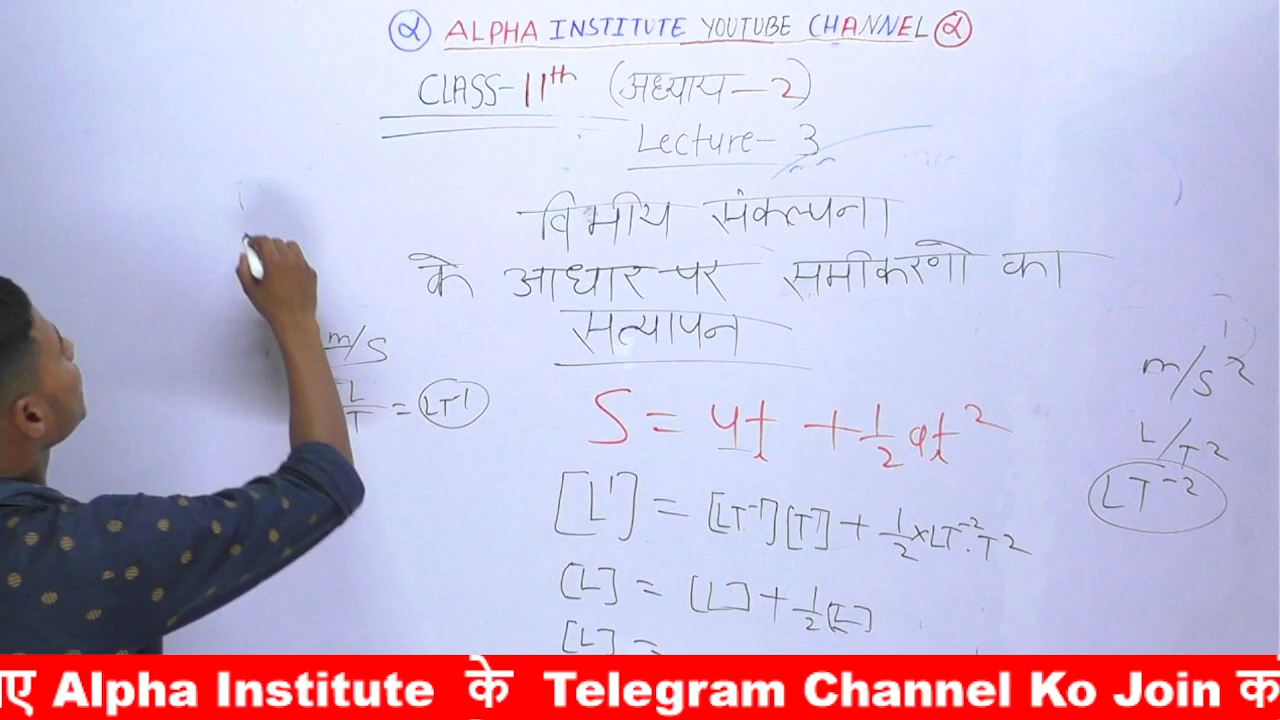 α ALPHA INSTITUTE YOUTUBE CHANNEL α
CLASS-11th (अध्याय-2)
Lecture-3
विमीय संकल्पना
के आधार पर समीकरणो का
सत्यापन
m/s
L/T = LT-1
m/s²
L/T²
LT⁻²
S = ut + 1/2 at²
[L¹] = [LT⁻¹][T¹] + 1/2×LT⁻².T²
[L] = [L] + 1/2[L]
[L] =
ए Alpha Institute के Telegram Channel Ko Join क